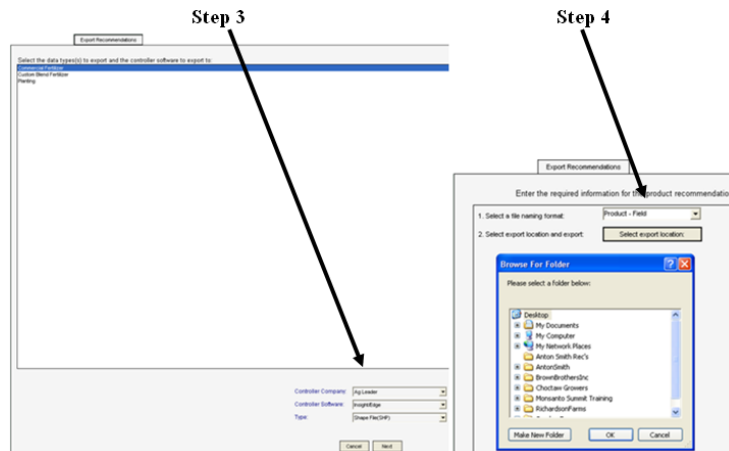 Step 3
Step 4
Export Recommendations
Select the data types(s) to export and the controller software to export to:
Commercial Fertilizer
Custom Blend Fertilizer
Planting
Controller Company:
Ag Leader
Controller Software:
InsightEdge
Type:
Shape File(SHF)
Cancel
Next
Export Recommendations
Enter the required information for the product recommendatio
1. Select a file naming format:
Product - Field
2. Select export location and export:
Select export location:
Browse For Folder
Please select a folder below:
Desktop
My Documents
My Computer
My Network Places
Anton Smith Rec's
AntonSmith
BrownBrothersInc
Choctaw Growers
Monsanto Summit Training
RichardsonFarms
Make New Folder
OK
Cancel